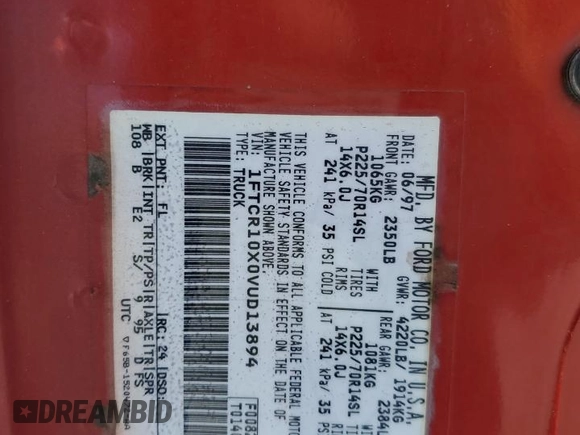 MFD. BY FORD MOTOR CO. IN U.S.A.
DATE: 06/97 GVWR: 4220LB/ 1914KG
FRONT GAWR: 2350LB REAR GAWR: 2384L
1065KG WITH 1081KG WITH
P225/70R14SL TIRES P225/70R14SL
14X6.0J RIMS 14X6.0J
AT 241 kPa/ 35 PSI COLD AT 241 kPa/ 35 PS
THIS VEHICLE CONFORMS TO ALL APPLICABLE FEDERAL
VEHICLE SAFETY STANDARDS IN EFFECT ON THE DATE
MANUFACTURE SHOWN ABOVE.
VIN: 1FTCR10X0VUD13894
TYPE: TRUCK
EXT PNT: FL RC: 24 DSO:
WB BRK INT TR TP/PS R AXLE TR SPR
108 B E2 S/ 9 95 D FS
UTC
DREAMBID